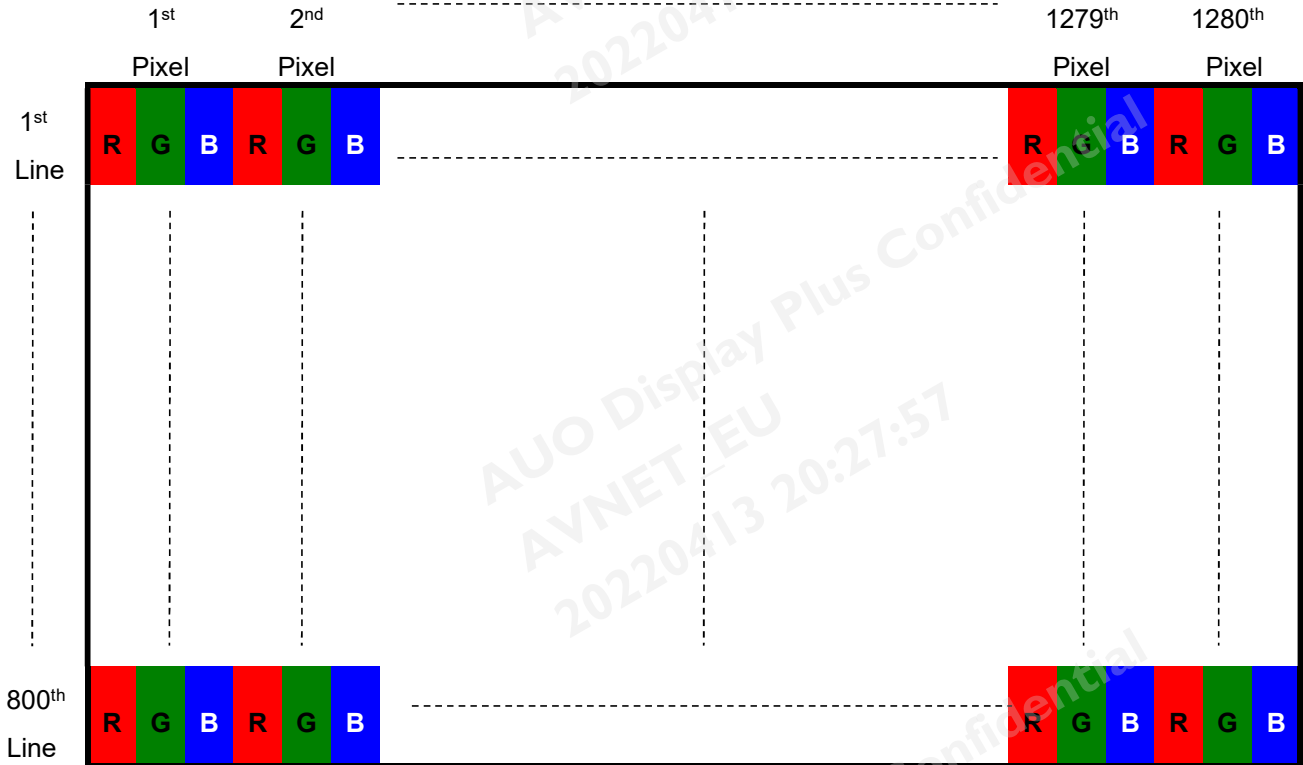 1st 2nd 1279th 1280th
Pixel Pixel Pixel Pixel
1st
Line
R G B R G B R G B R G B
AUO Display Plus Confidential
AVNET_EU
20220413 20:27:57
800th
Line
R G B R G B R G B R G B